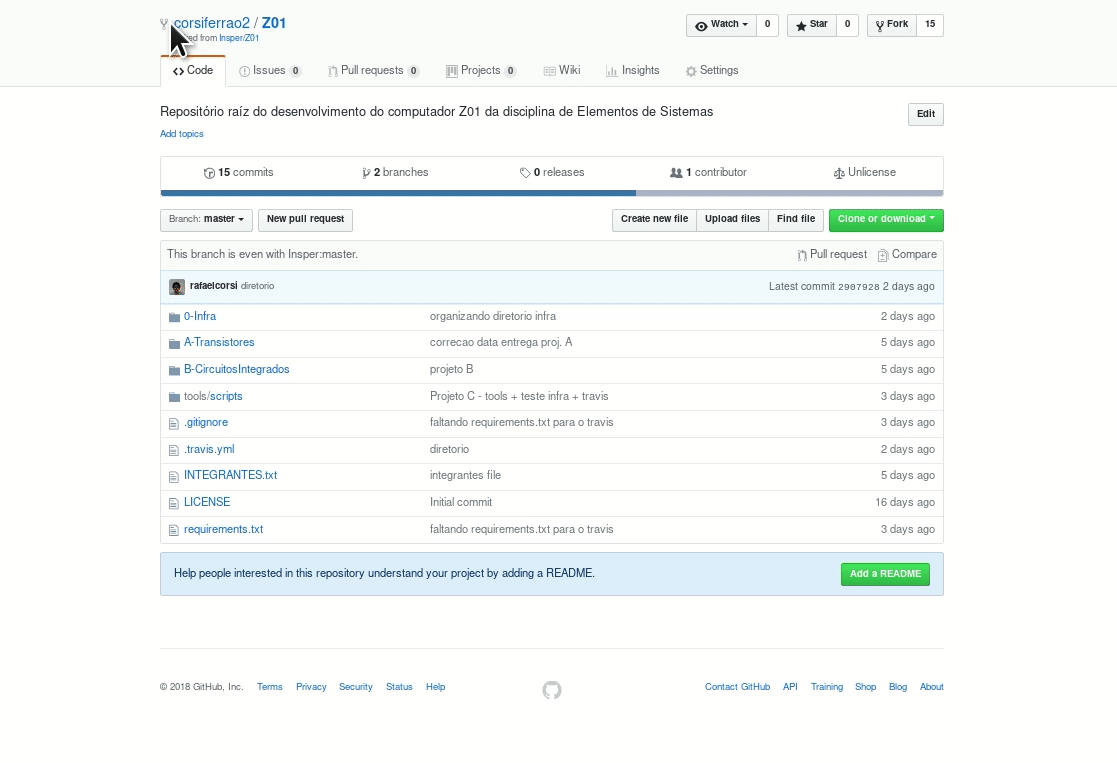 corsiferrao2 / Z01
Watch 0 Star 0 Fork 15
from Insper/Z01
Code Issues 0 Pull requests 0 Projects 0 Wiki Insights Settings
Repositório raíz do desenvolvimento do computador Z01 da disciplina de Elementos de Sistemas
Edit
Add topics
15 commits 2 branches 0 releases 1 contributor Unlicense
Branch: master New pull request Create new file Upload files Find file Clone or download
This branch is even with Insper:master. Pull request Compare
rafaelcorsi diretorio Latest commit 2907928 2 days ago
0-Infra organizando diretorio infra 2 days ago
A-Transistores correcao data entrega proj. A 5 days ago
B-CircuitosIntegrados projeto B 5 days ago
tools/scripts Projeto C - tools + teste infra + travis 3 days ago
.gitignore faltando requirements.txt para o travis 3 days ago
.travis.yml diretorio 2 days ago
INTEGRANTES.txt integrantes file 5 days ago
LICENSE Initial commit 16 days ago
requirements.txt faltando requirements.txt para o travis 3 days ago
Help people interested in this repository understand your project by adding a README. Add a README
© 2018 GitHub, Inc. Terms Privacy Security Status Help Contact GitHub API Training Shop Blog About